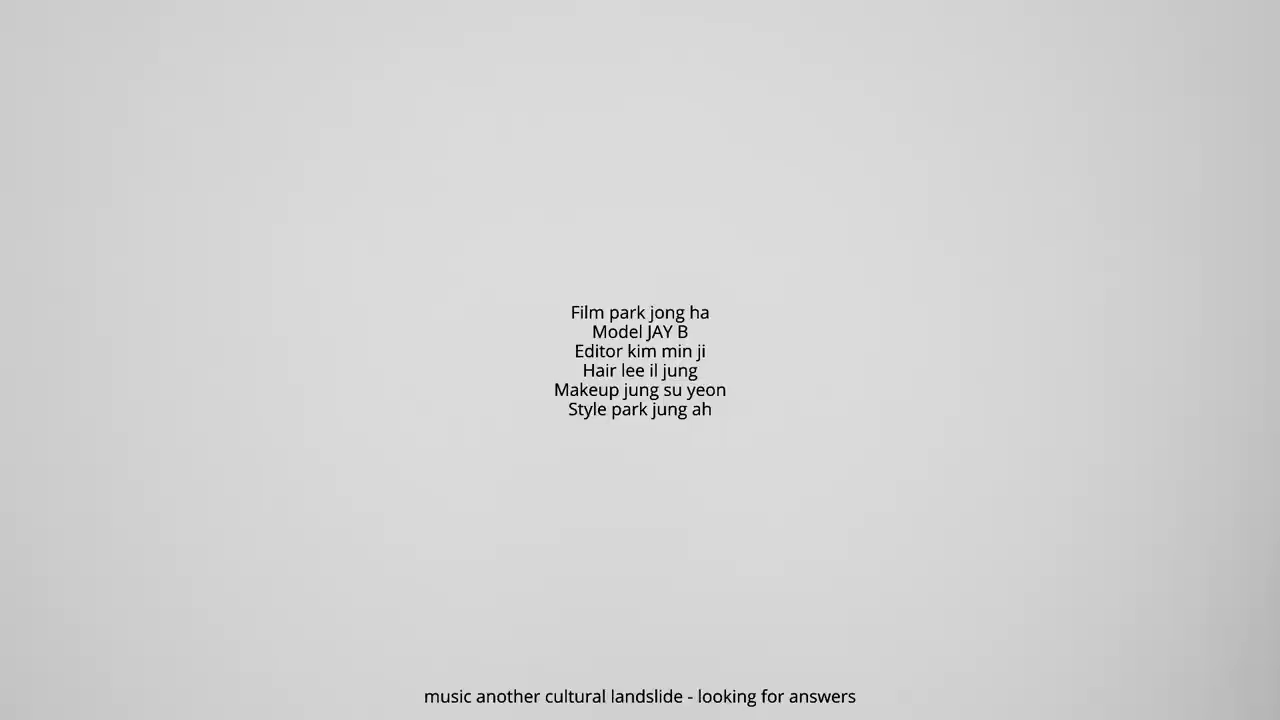 Film park jong ha
Model JAY B
Editor kim min ji
Hair lee il jung
Makeup jung su yeon
Style park jung ah
music another cultural landslide - looking for answers